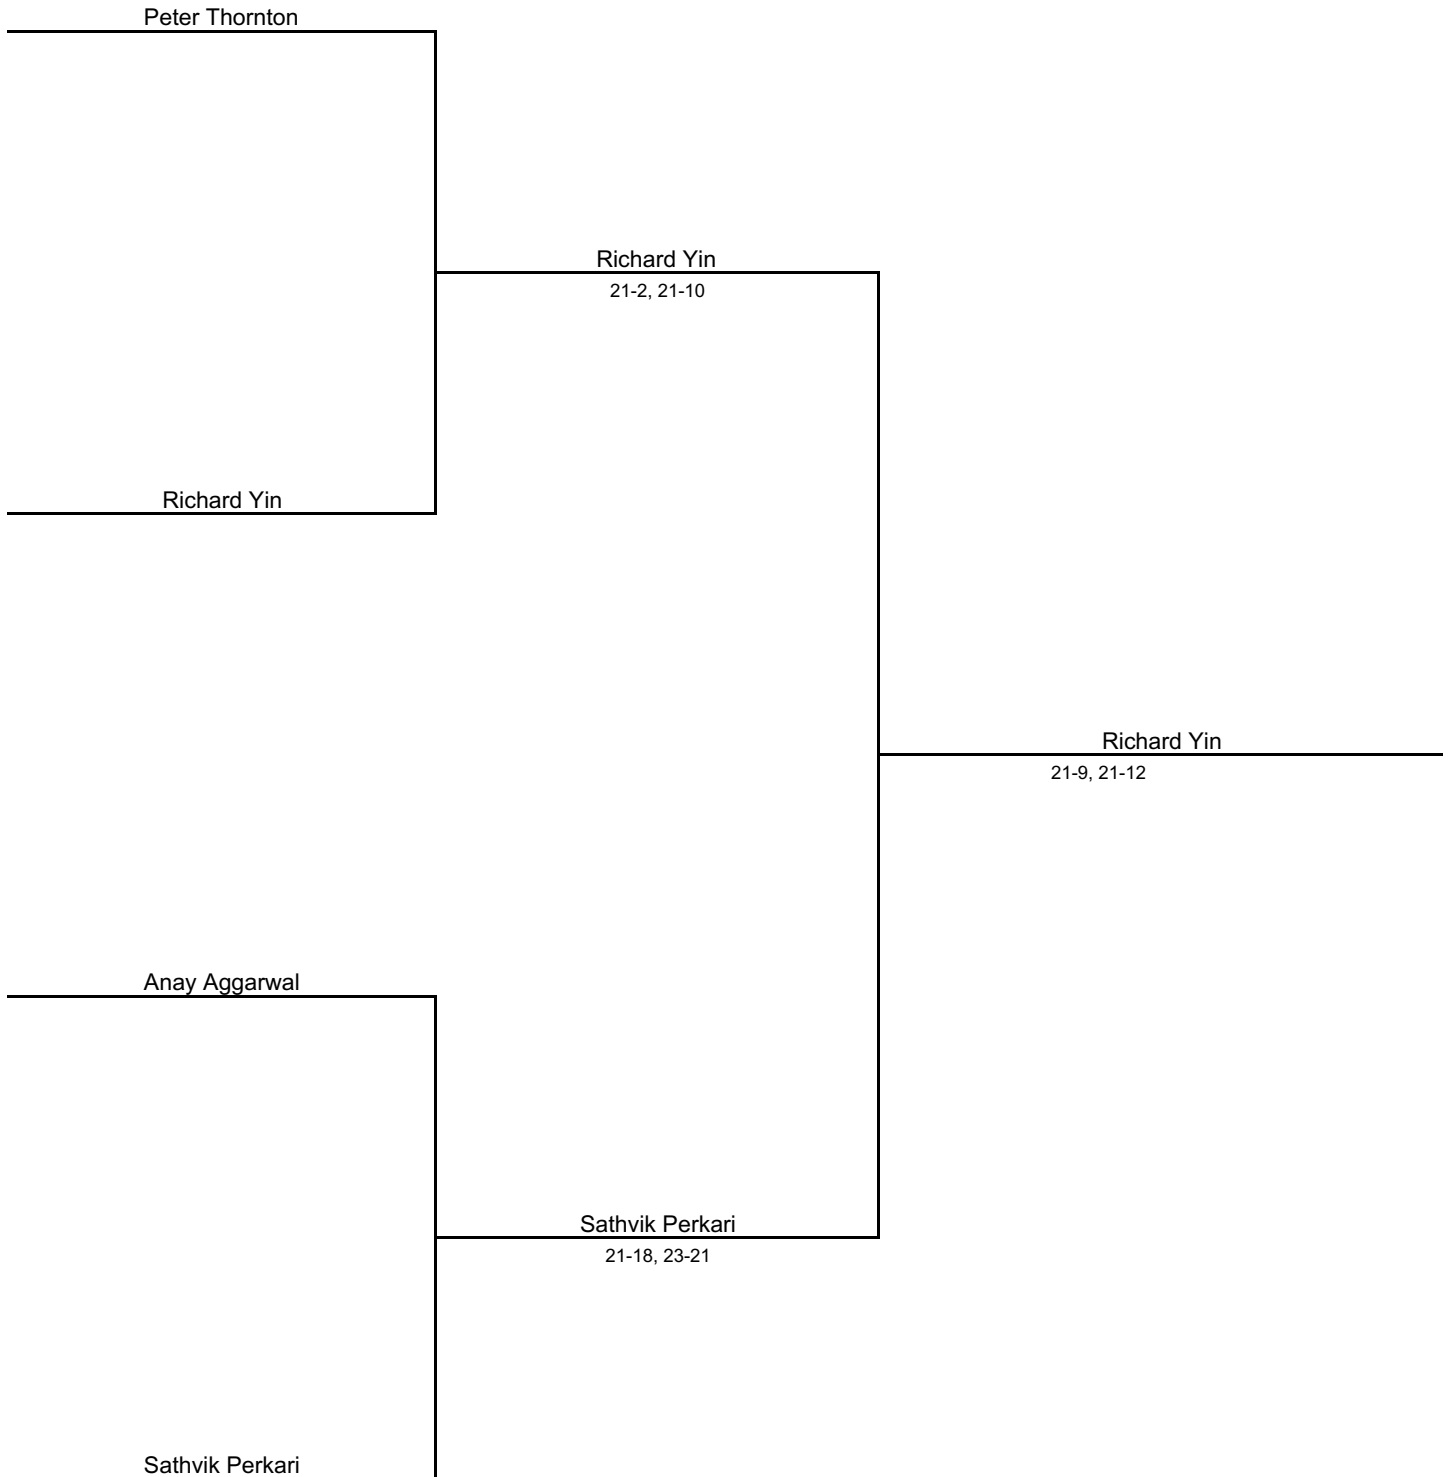 Peter Thornton
Richard Yin
21-2, 21-10
Richard Yin
Richard Yin
21-9, 21-12
Anay Aggarwal
Sathvik Perkari
21-18, 23-21
Sathvik Perkari